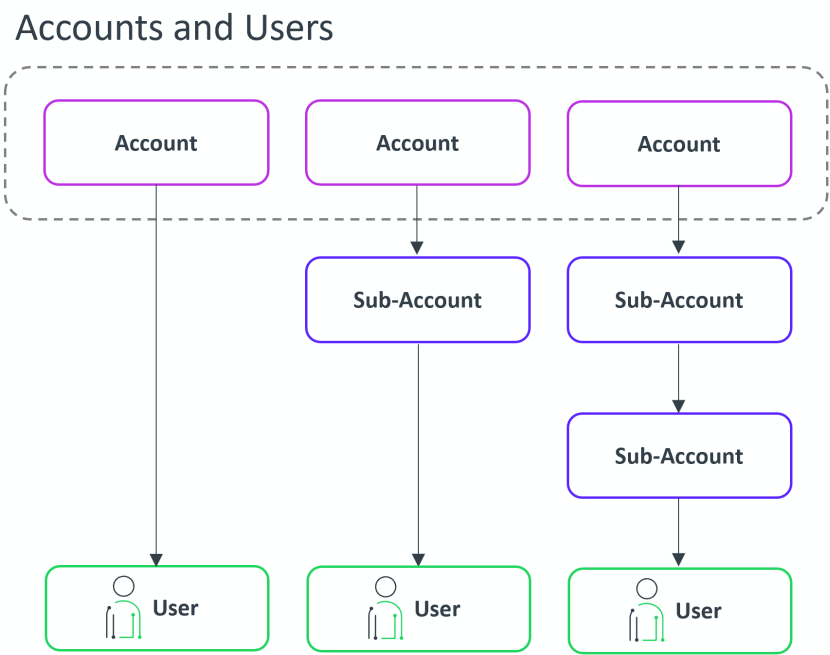 Accounts and Users
Account
Account
Account
Sub-Account
Sub-Account
Sub-Account
User
User
User